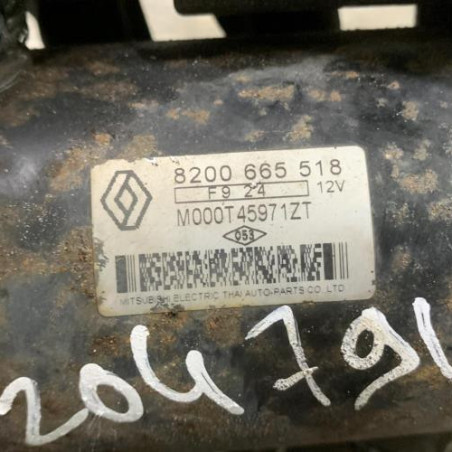 8200 665 518
F9 24 12V
M000T45971ZT
053
MITSUBISHI ELECTRIC THAI AUTO-PARTS CO. LTD
204791